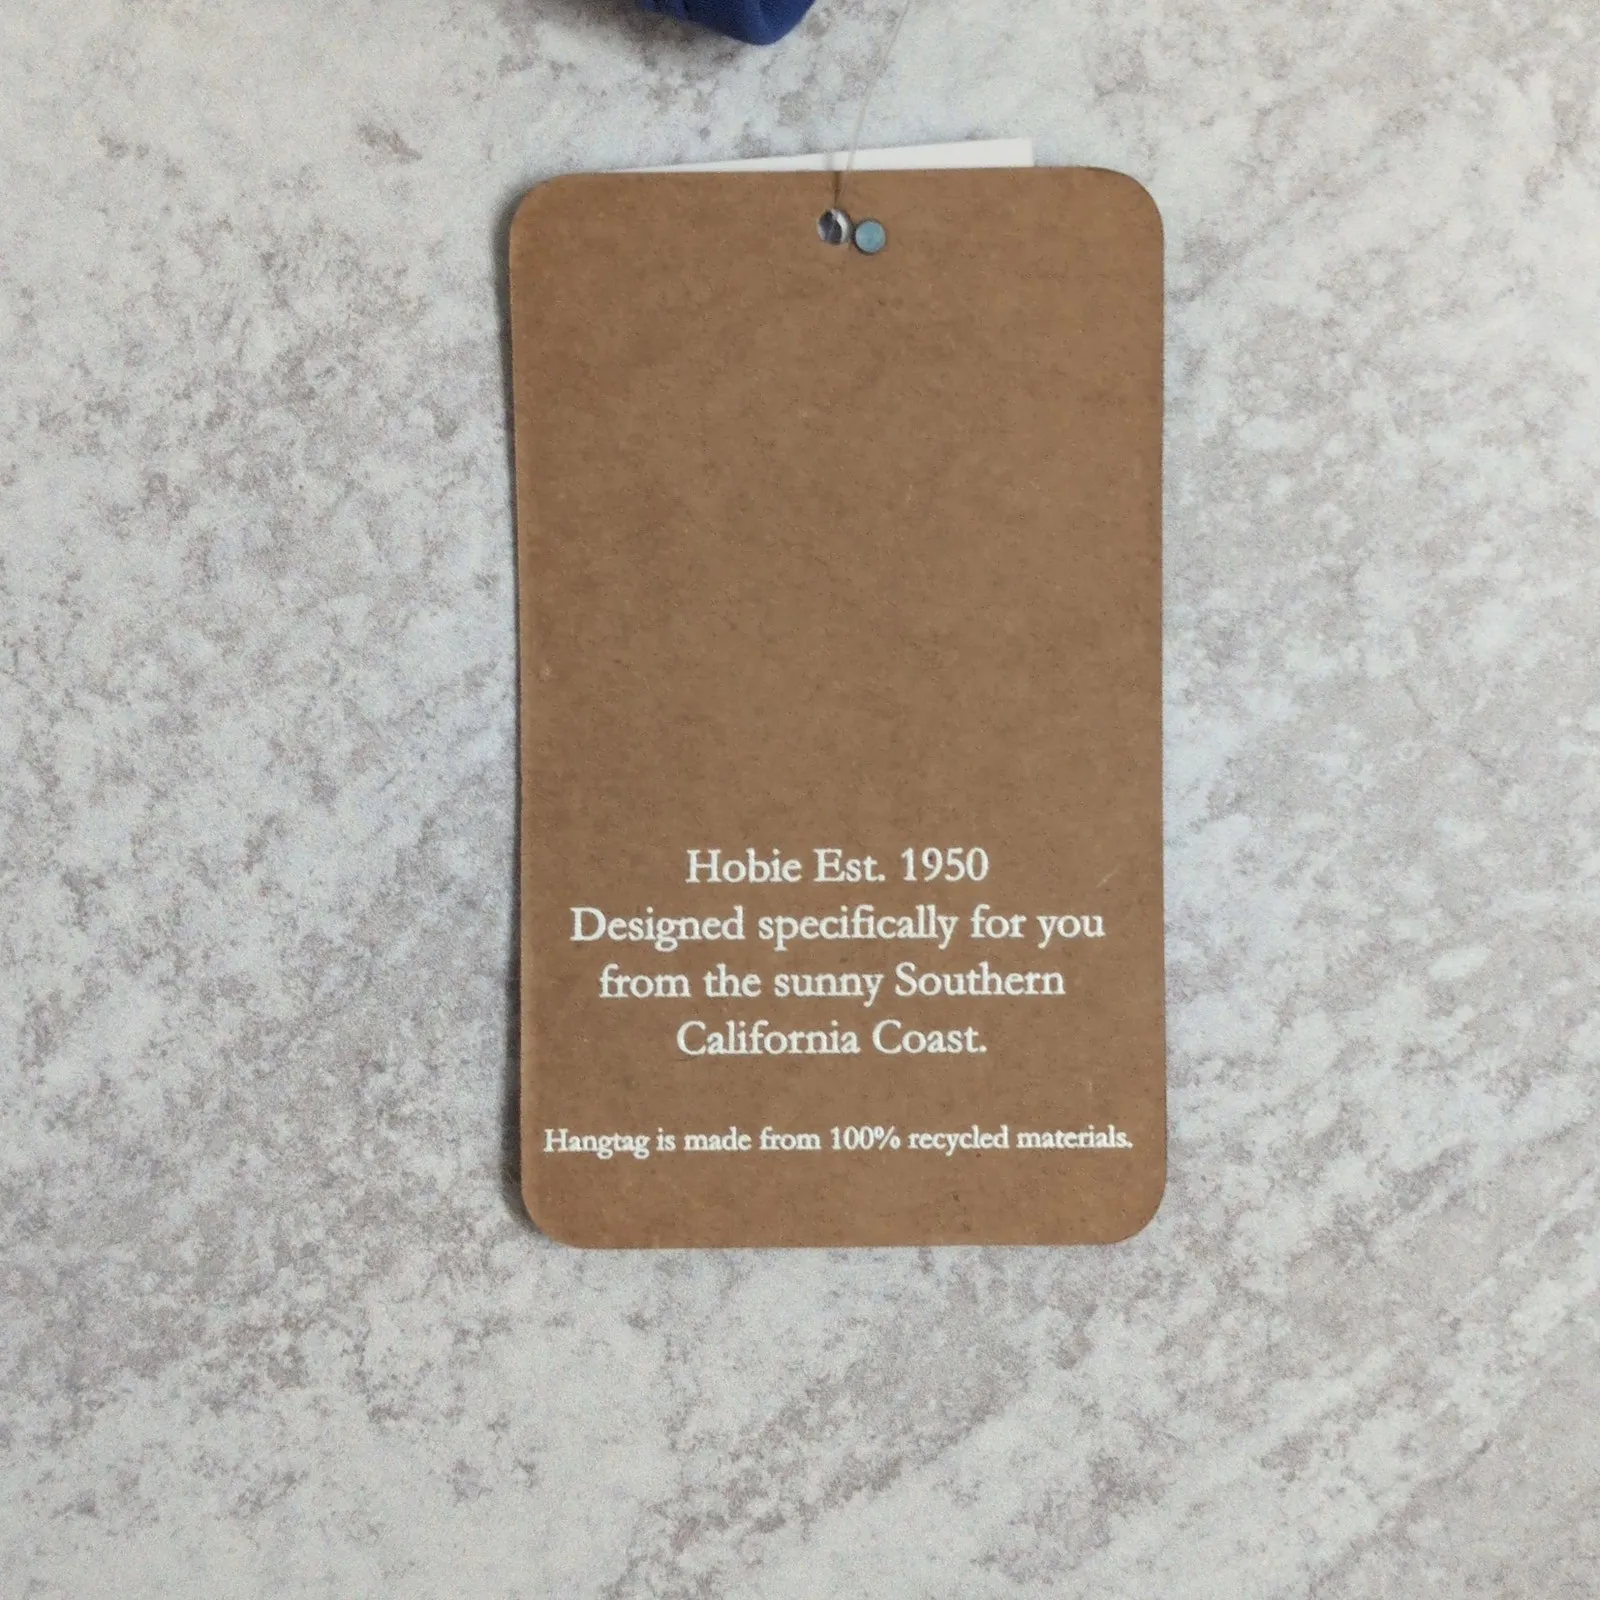 Hobie Est. 1950
Designed specifically for you
from the sunny Southern
California Coast.
Hangtag is made from 100% recycled materials.